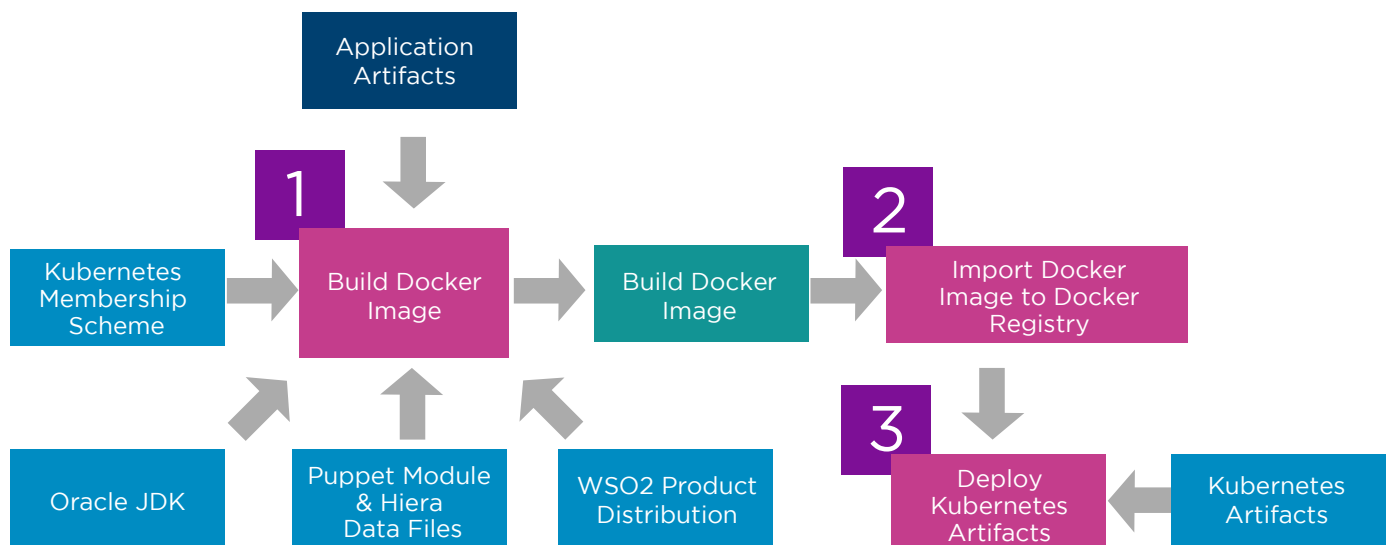 Application
Artifacts
1
2
Kubernetes
Membership
Scheme
Build Docker
Image
Build Docker
Image
Import Docker
Image to Docker
Registry
3
Oracle JDK
Puppet Module
& Hiera
Data Files
WSO2 Product
Distribution
Deploy
Kubernetes
Artifacts
Kubernetes
Artifacts